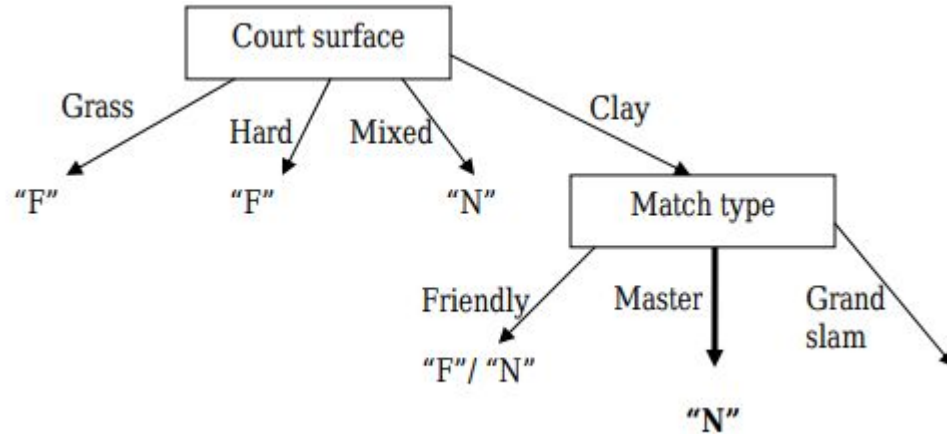 Court surface
Grass
Hard
Mixed
Clay
“F”
“F”
“N”
Match type
Friendly
Master
Grand
slam
“F”/ “N”
“N”